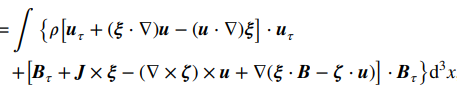 = ∫ {ρ[u_τ + (ξ · ∇)u − (u · ∇)ξ] · u_τ
+[B_τ + J × ξ − (∇ × ζ) × u + ∇(ξ · B − ζ · u)] · B_τ}d³x